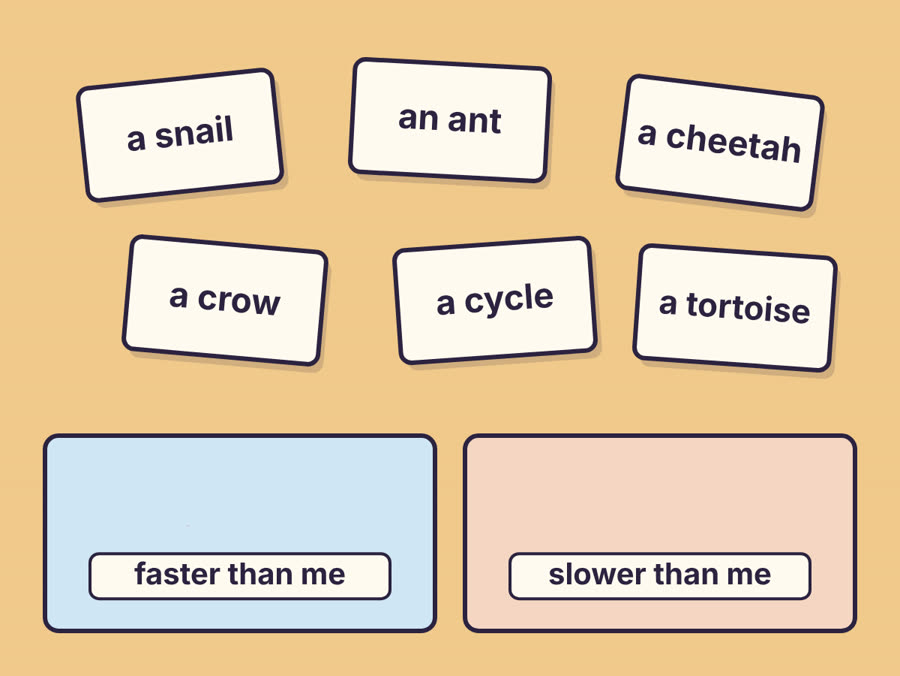 a snail
an ant
a cheetah
a crow
a cycle
a tortoise
faster than me
slower than me